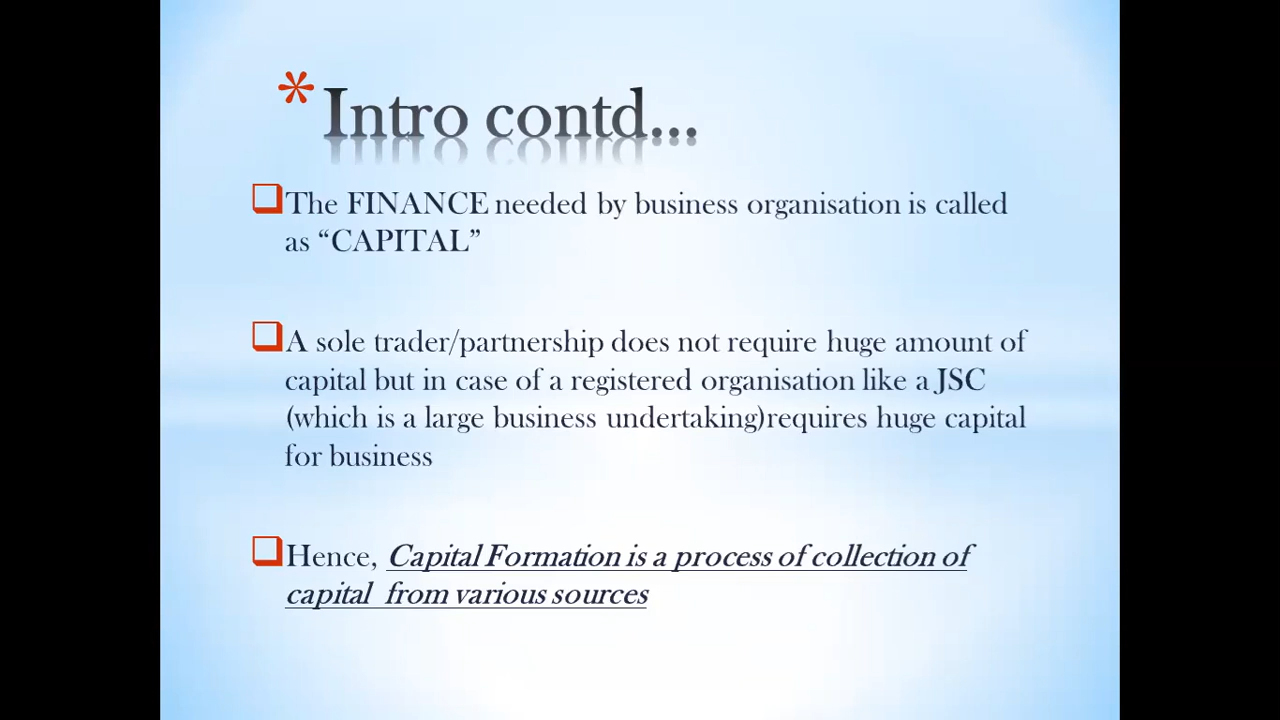 * Intro contd...
The FINANCE needed by business organisation is called
as “CAPITAL”
A sole trader/partnership does not require huge amount of
capital but in case of a registered organisation like a JSC
(which is a large business undertaking)requires huge capital
for business
Hence, Capital Formation is a process of collection of
capital from various sources